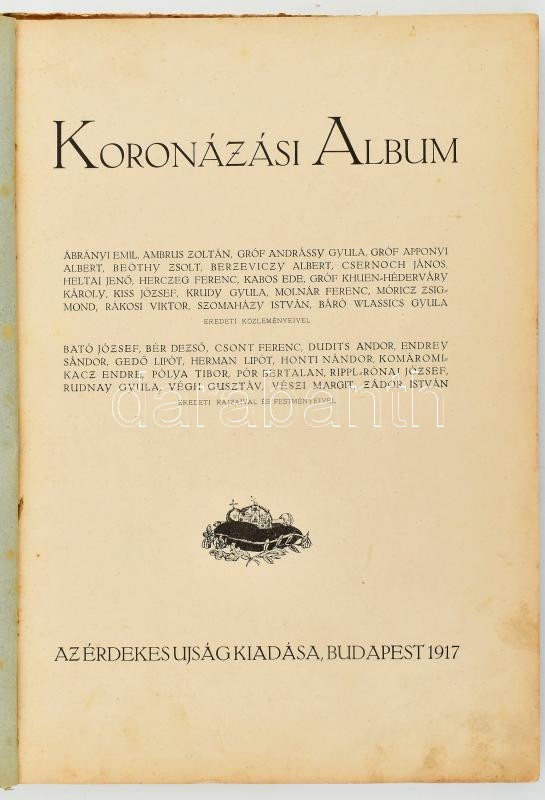 KORONÁZÁSI ALBUM
ÁBRÁNYI EMIL, AMBRUS ZOLTÁN, GRÓF ANDRÁSSY GYULA, GRÓF APPONYI
ALBERT, BEÖTHY ZSOLT, BERZEVICZY ALBERT, CSERNOCH JÁNOS,
HELTAI JENŐ, HERCZEG FERENC, KABOS EDE, GRÓF KHUEN-HÉDERVÁRY
KÁROLY, KISS JÓZSEF, KRUDY GYULA, MOLNÁR FERENC, MÓRICZ ZSIG-
MOND, RÁKOSI VIKTOR, SZOMAHÁZY ISTVÁN, BÁRÓ WLASSICS GYULA
EREDETI KÖZLEMÉNYEIVEL
BATÓ JÓZSEF, BÉR DEZSŐ, CSONT FERENC, DUDITS ANDOR, ENDREY
SÁNDOR, GEDŐ LIPÓT, HERMAN LIPÓT, HONTI NÁNDOR, KOMÁROMI-
KACZ ENDRE, PÓLYA TIBOR, PÓR BERTALAN, RIPPL-RÓNAI JÓZSEF,
RUDNAY GYULA, VÉGH GUSZTÁV, VÉSZI MARGIT, ZÁDOR ISTVÁN
EREDETI RAJZAIVAL ÉS FESTMÉNYEIVEL
darabanth
AZ ÉRDEKES UJSÁG KIADÁSA, BUDAPEST 1917